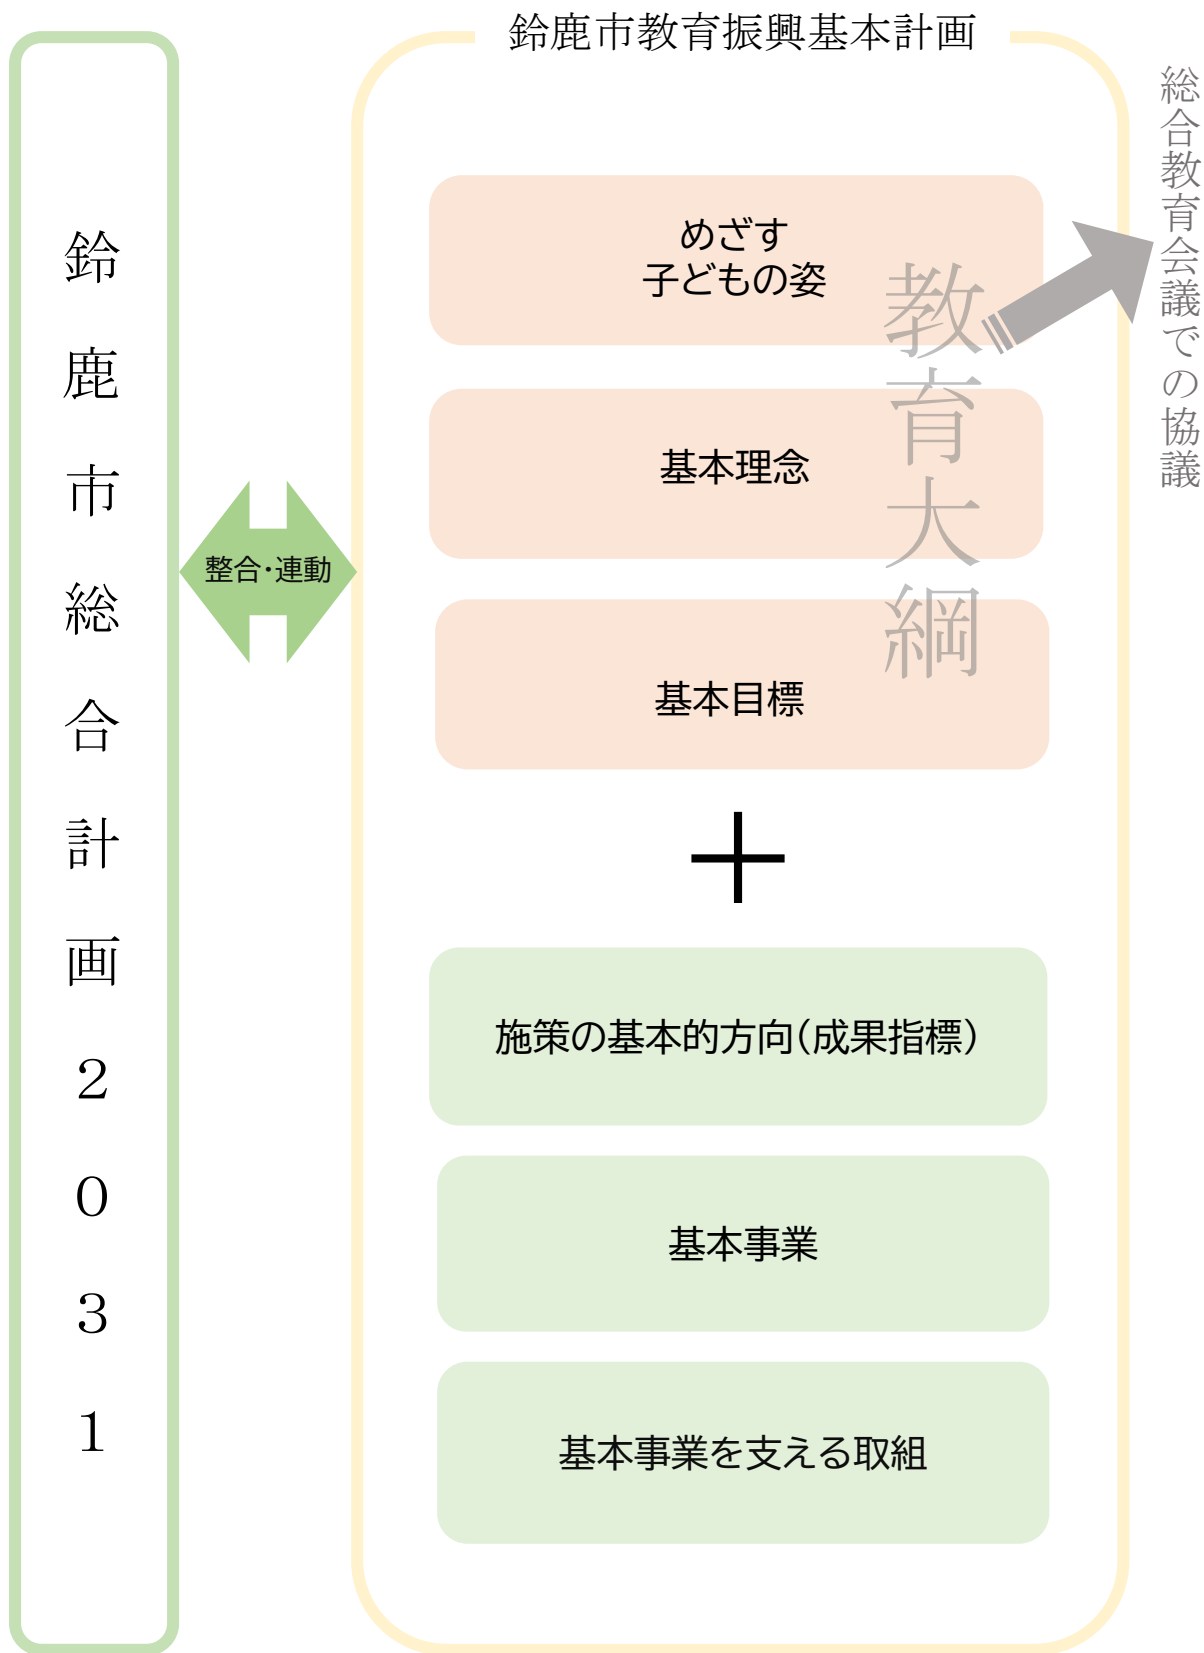 鈴鹿市教育振興基本計画
鈴鹿市総合計画２０３１
整合・連動
めざす
子どもの姿
基本理念
基本目標
教育大綱
総合教育会議での協議
＋
施策の基本的方向（成果指標）
基本事業
基本事業を支える取組